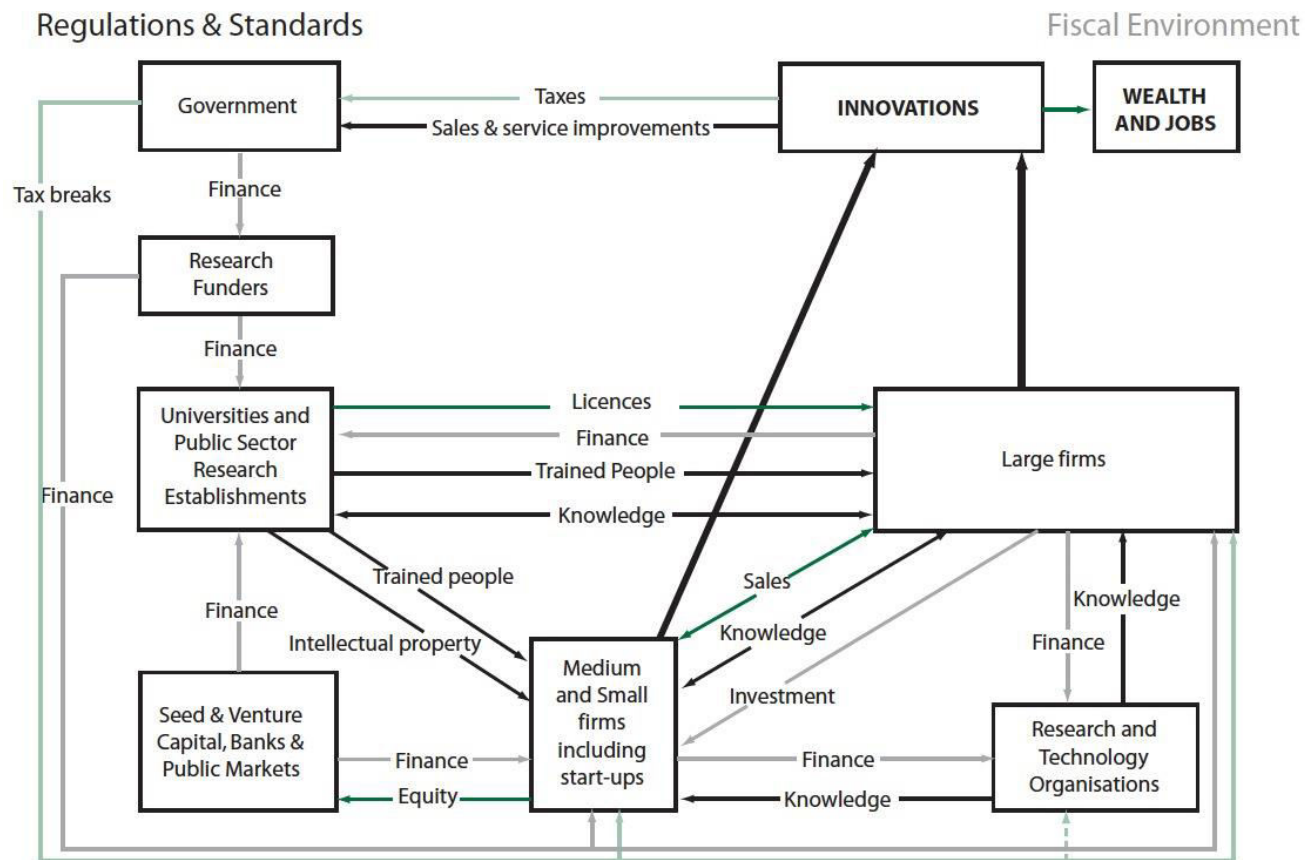 Regulations & Standards
Fiscal Environment
Government
Taxes
Sales & service improvements
INNOVATIONS
WEALTH
AND JOBS
Tax breaks
Finance
Research
Funders
Finance
Universities and
Public Sector
Research
Establishments
Licences
Finance
Trained People
Knowledge
Large firms
Finance
Trained people
Intellectual property
Sales
Knowledge
Investment
Knowledge
Finance
Finance
Seed & Venture
Capital, Banks &
Public Markets
Finance
Equity
Medium
and Small
firms
including
start-ups
Finance
Knowledge
Research and
Technology
Organisations